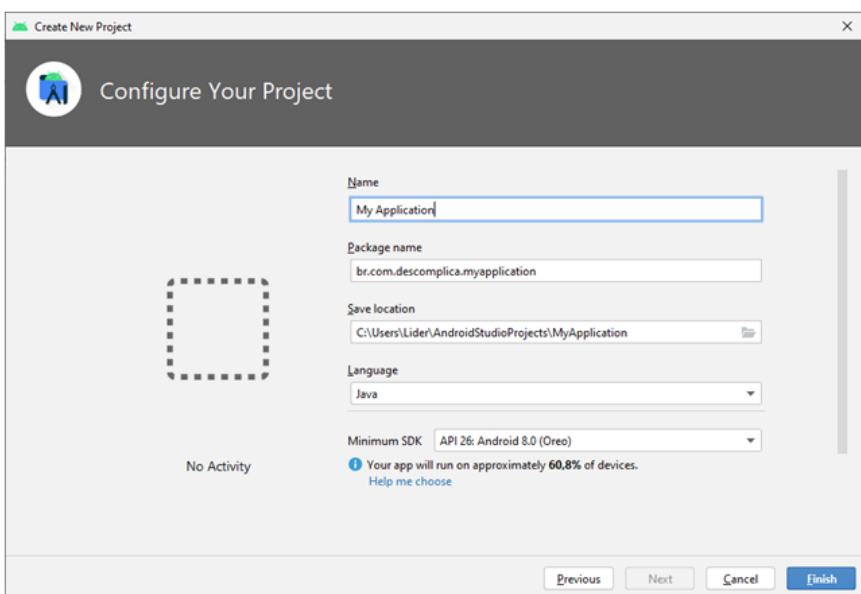 Create New Project
Configure Your Project
Name
My Application
Package name
br.com.descomplica.myapplication
Save location
C:\Users\Lider\AndroidStudioProjects\MyApplication
Language
Java
Minimum SDK API 26: Android 8.0 (Oreo)
Your app will run on approximately 60,8% of devices.
Help me choose
No Activity
Previous Next Cancel Finish